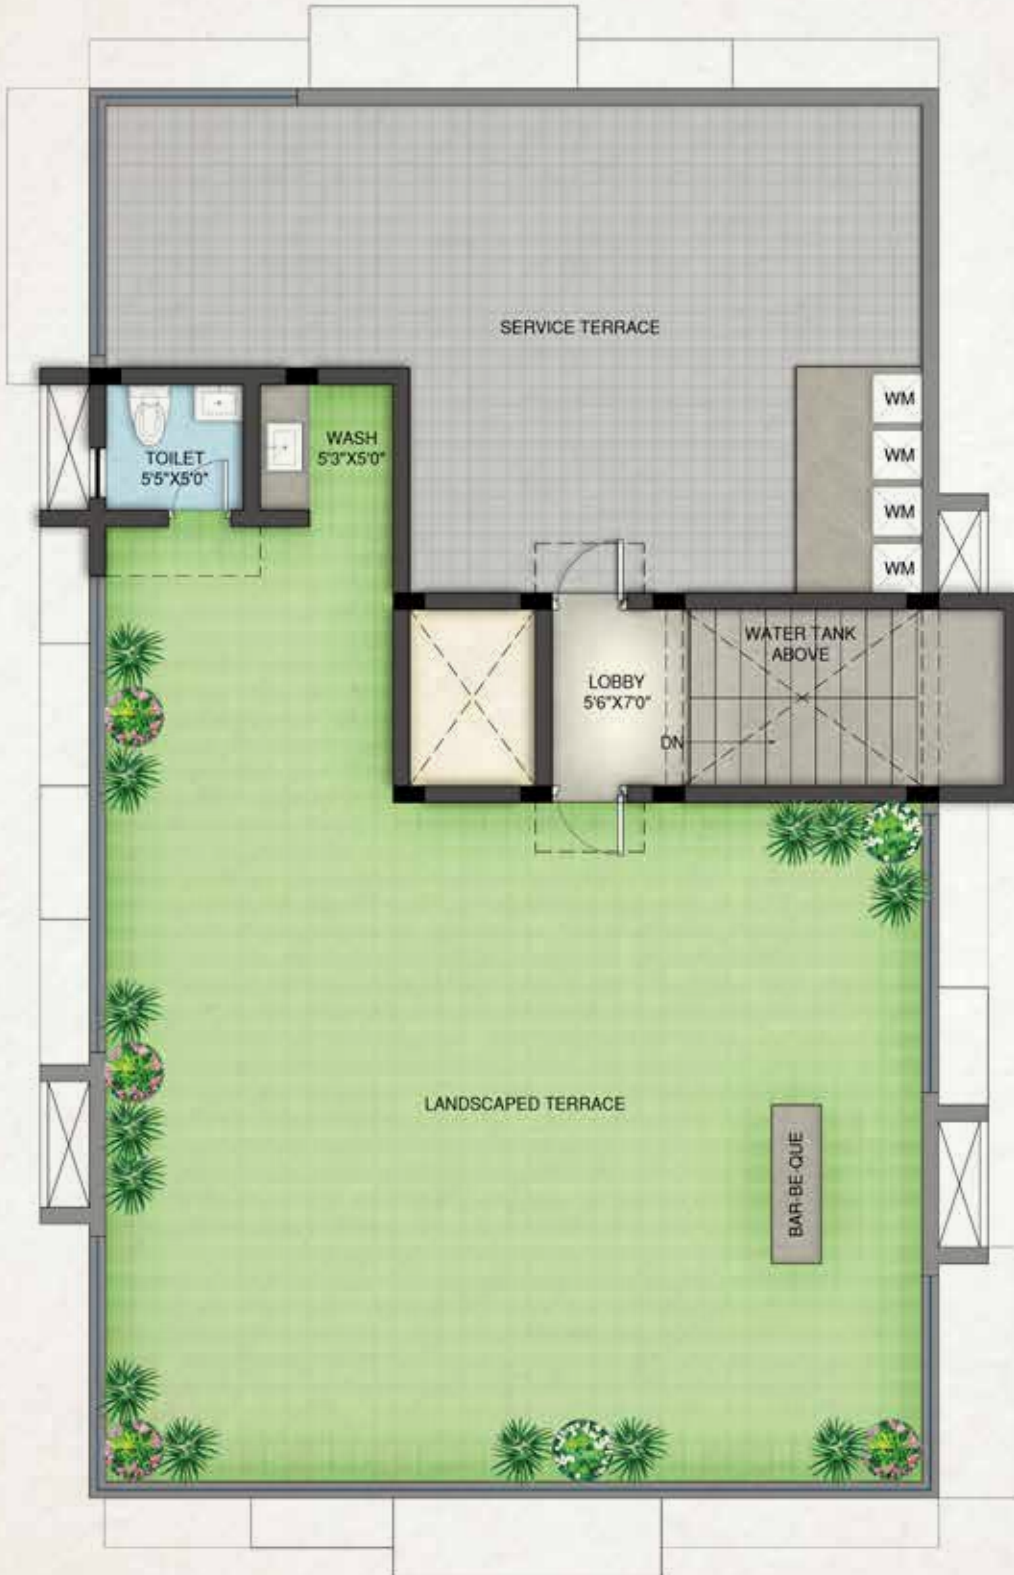 SERVICE TERRACE
WM
WM
WM
WM
TOILET
5'5"X5'0"
WASH
5'3"X5'0"
WATER TANK
ABOVE
LOBBY
5'6"X7'0"
DN
LANDSCAPED TERRACE
BAR-BE-QUE